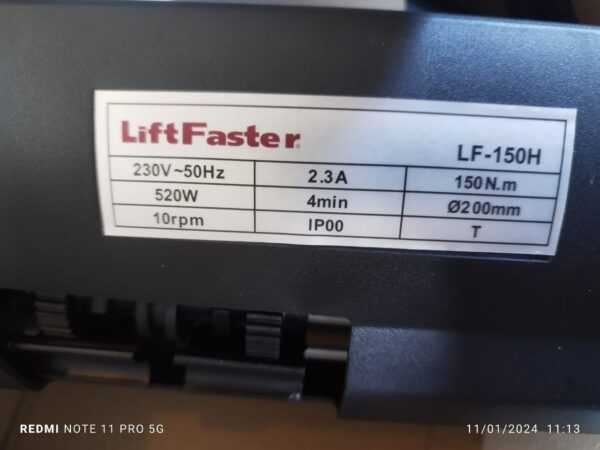 LiftFaster
LF-150H
230V~50Hz 2.3A 150N.m
520W 4min Ø200mm
10rpm IP00 T
REDMI NOTE 11 PRO 5G
11/01/2024 11:13